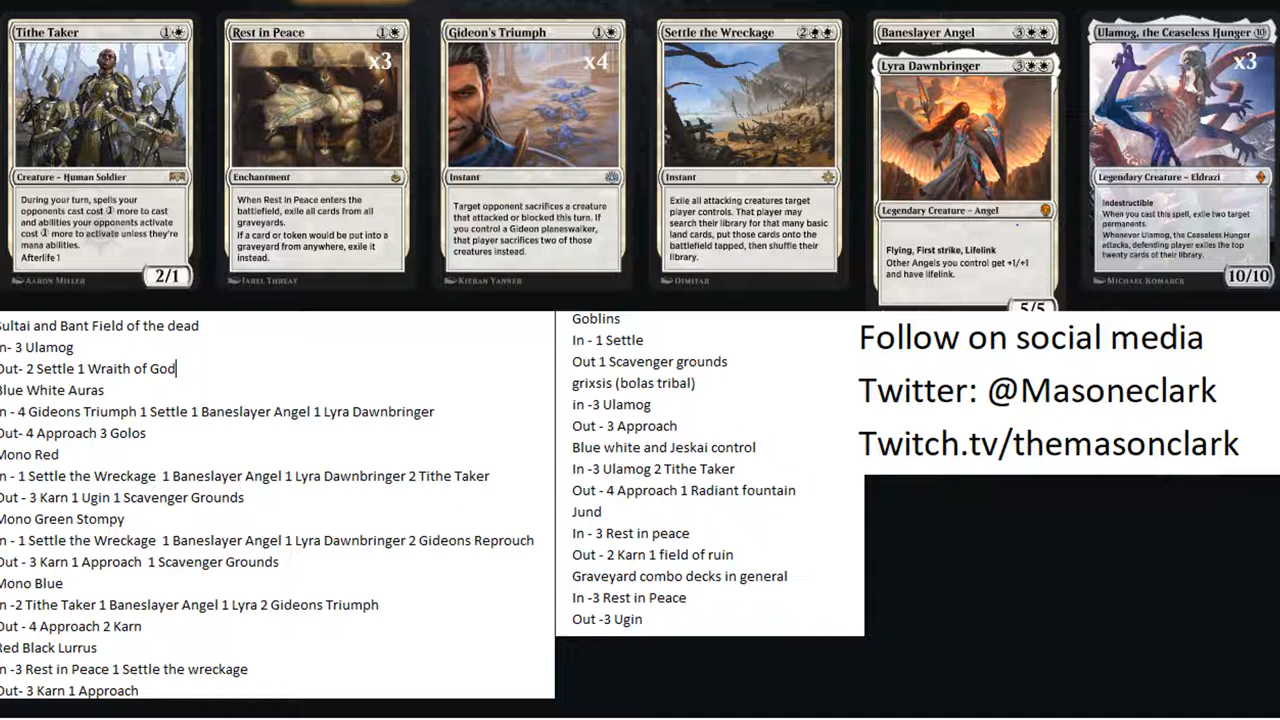 Tithe Taker 1
x2
Creature – Human Soldier
During your turn, spells your
opponents cast cost 1 more to cast
and abilities your opponents activate
cost 1 more to activate unless they're
mana abilities.
Afterlife 1
2/1
AARON MILLER
Rest in Peace 1
x3
Enchantment
When Rest in Peace enters the
battlefield, exile all cards from all
graveyards.
If a card or token would be put into a
graveyard from anywhere, exile it
instead.
JAREL THREAT
Gideon's Triumph 1
x4
Instant
Target opponent sacrifices a creature
that attacked or blocked this turn. If
you control a Gideon planeswalker,
that player sacrifices two of those
creatures instead.
KIERAN YANNER
Settle the Wreckage 2
Instant
Exile all attacking creatures target
player controls. That player may
search their library for that many basic
land cards, put those cards onto the
battlefield tapped, then shuffle their
library.
DIMITAR
Baneslayer Angel 3
Lyra Dawnbringer 3
Legendary Creature – Angel
Flying, First strike, Lifelink
Other Angels you control get +1/+1
and have lifelink.
5/5
Ulamog, the Ceaseless Hunger 10
x3
Legendary Creature – Eldrazi
Indestructible
When you cast this spell, exile two target
permanents.
Whenever Ulamog, the Ceaseless Hunger
attacks, defending player exiles the top
twenty cards of their library.
10/10
MICHAEL KOMARCK
Sultai and Bant Field of the dead
In- 3 Ulamog
Out- 2 Settle 1 Wraith of God
Blue White Auras
In - 4 Gideons Triumph 1 Settle 1 Baneslayer Angel 1 Lyra Dawnbringer
Out- 4 Approach 3 Golos
Mono Red
In - 1 Settle the Wreckage 1 Baneslayer Angel 1 Lyra Dawnbringer 2 Tithe Taker
Out - 3 Karn 1 Ugin 1 Scavenger Grounds
Mono Green Stompy
In - 1 Settle the Wreckage 1 Baneslayer Angel 1 Lyra Dawnbringer 2 Gideons Reprouch
Out - 3 Karn 1 Approach 1 Scavenger Grounds
Mono Blue
In -2 Tithe Taker 1 Baneslayer Angel 1 Lyra 2 Gideons Triumph
Out - 4 Approach 2 Karn
Red Black Lurrus
In -3 Rest in Peace 1 Settle the wreckage
Out- 3 Karn 1 Approach
Goblins
In - 1 Settle
Out 1 Scavenger grounds
grixsis (bolas tribal)
in -3 Ulamog
Out - 3 Approach
Blue white and Jeskai control
In -3 Ulamog 2 Tithe Taker
Out - 4 Approach 1 Radiant fountain
Jund
In - 3 Rest in peace
Out - 2 Karn 1 field of ruin
Graveyard combo decks in general
In -3 Rest in Peace
Out -3 Ugin
Follow on social media
Twitter: @Masoneclark
Twitch.tv/themasonclark